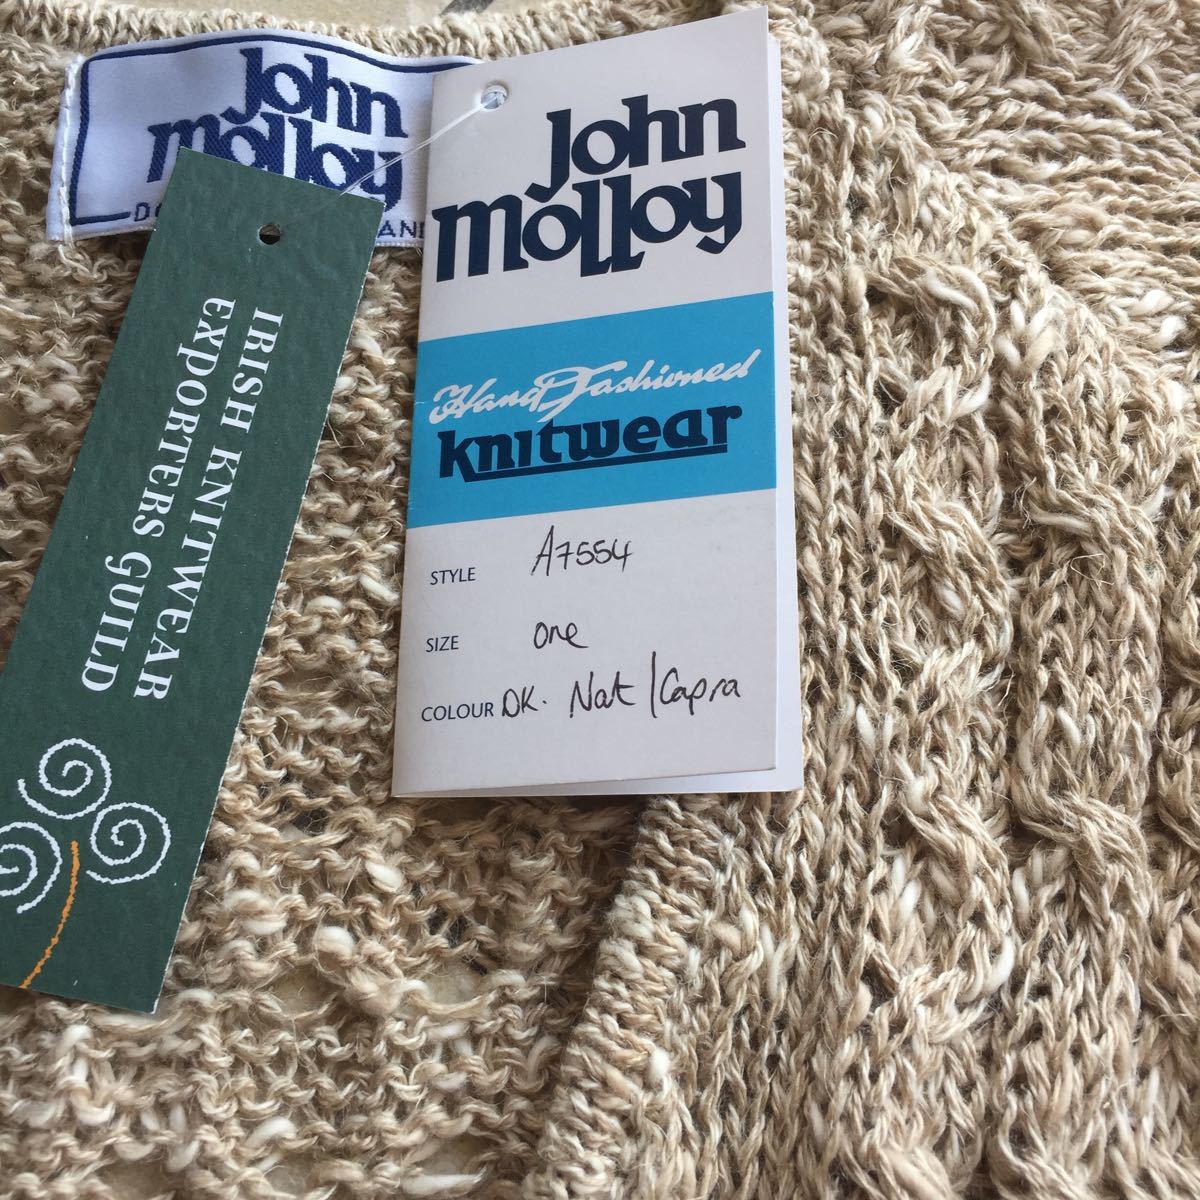 John
molloy
John
molloy
Hand Fashioned
knitwear
STYLE A7554
SIZE one
COLOUR DK. Nat/Capra
IRISH KNITWEAR
EXPORTERS GUILD